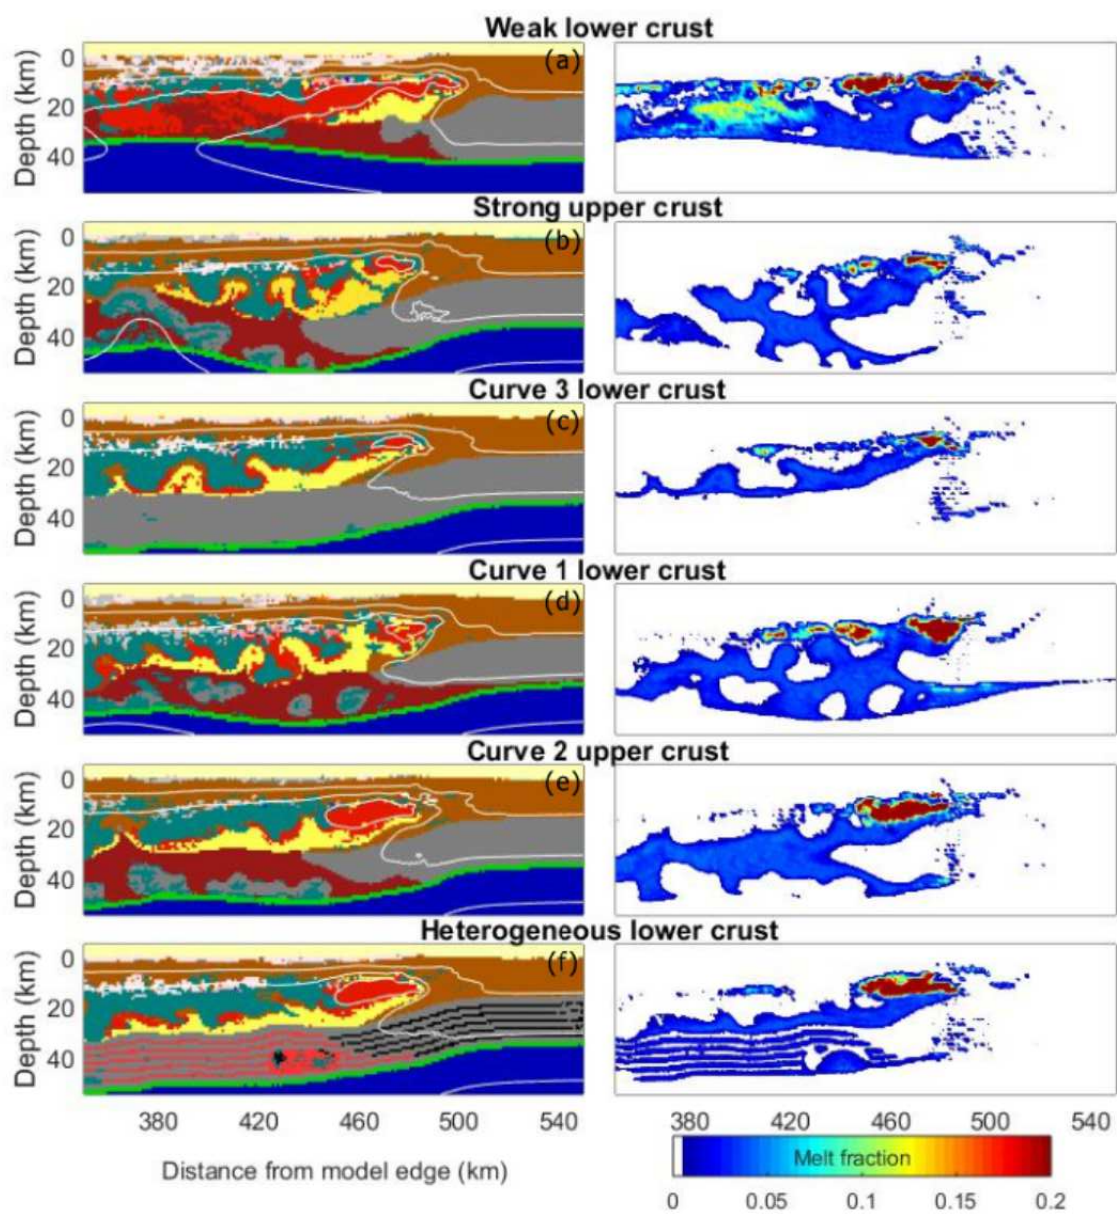 Weak lower crust
Depth (km)
0
20
40
(a)
Strong upper crust
Depth (km)
0
20
40
(b)
Curve 3 lower crust
Depth (km)
0
20
40
(c)
Curve 1 lower crust
Depth (km)
0
20
40
(d)
Curve 2 upper crust
Depth (km)
0
20
40
(e)
Heterogeneous lower crust
Depth (km)
0
20
40
(f)
380 420 460 500 540
380 420 460 500 540
Distance from model edge (km)
Melt fraction
0 0.05 0.1 0.15 0.2